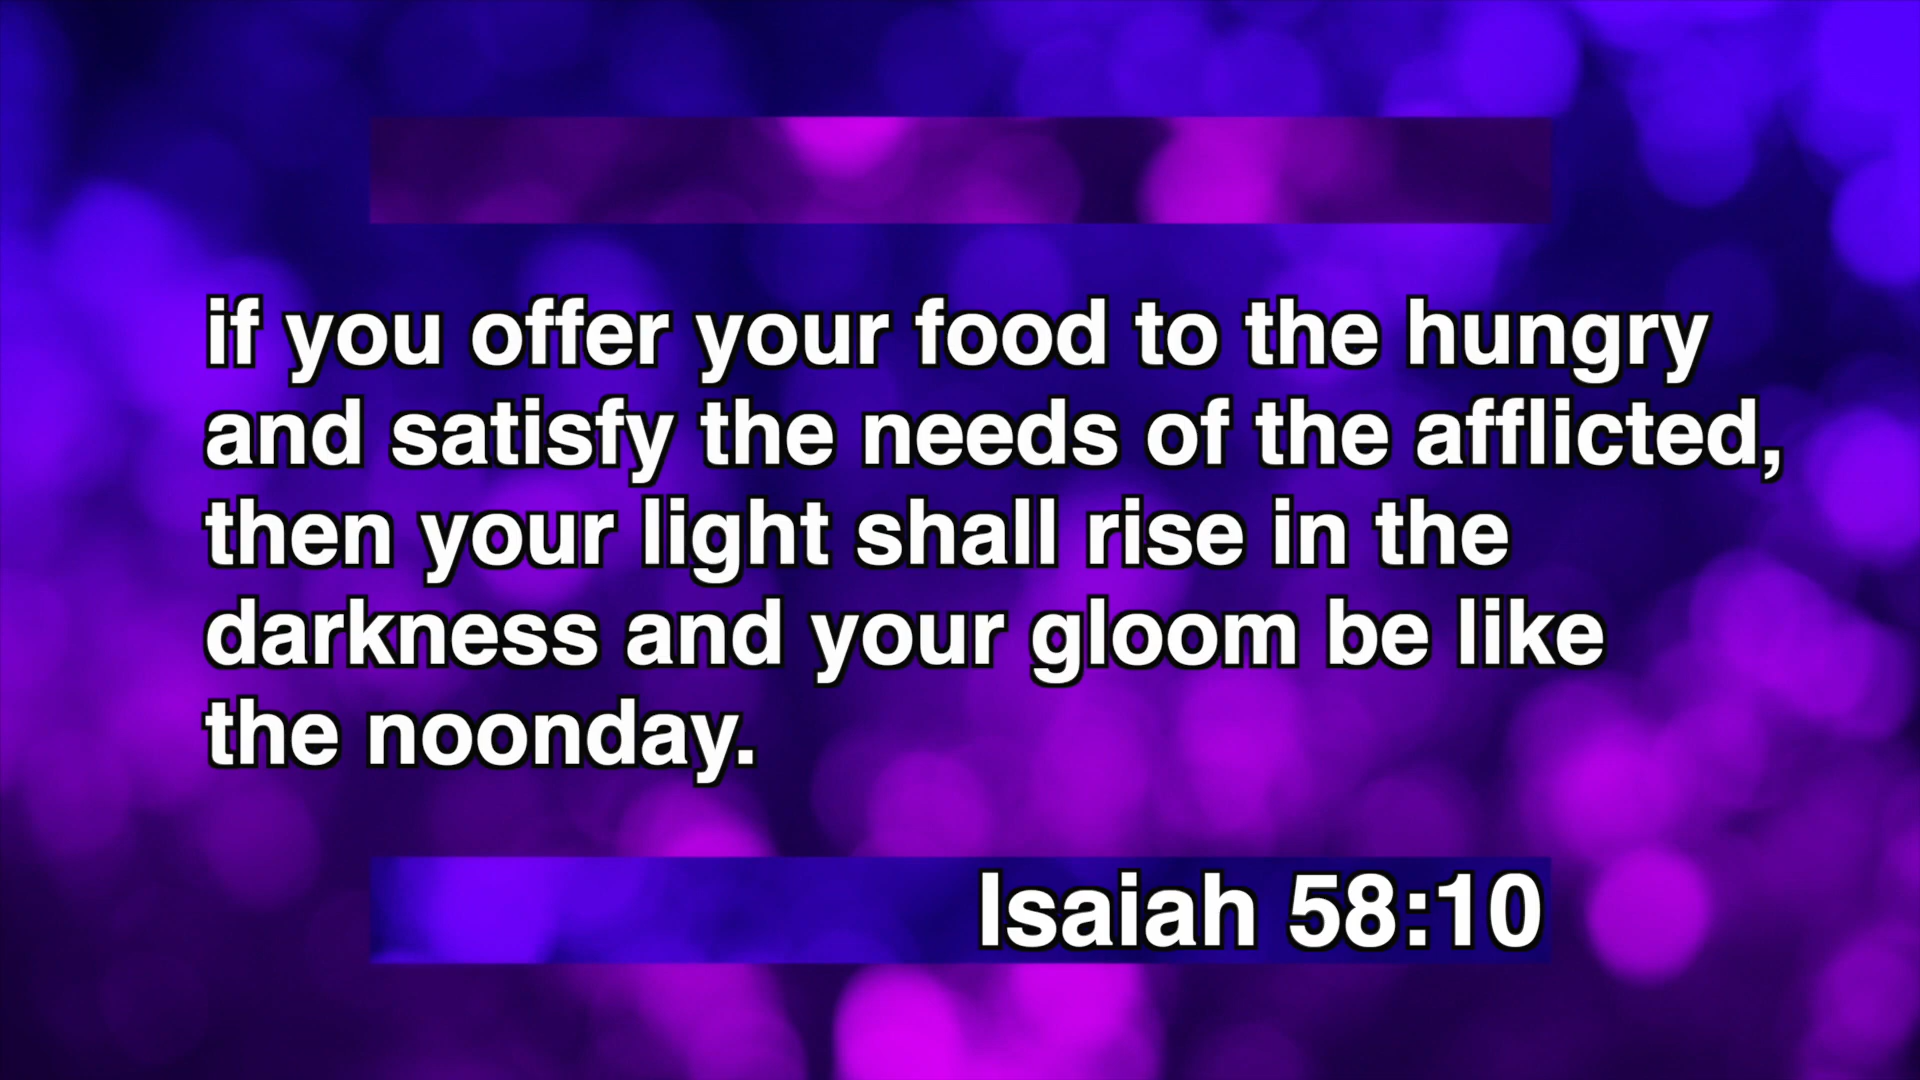 if you offer your food to the hungry
and satisfy the needs of the afflicted,
then your light shall rise in the
darkness and your gloom be like
the noonday.
Isaiah 58:10